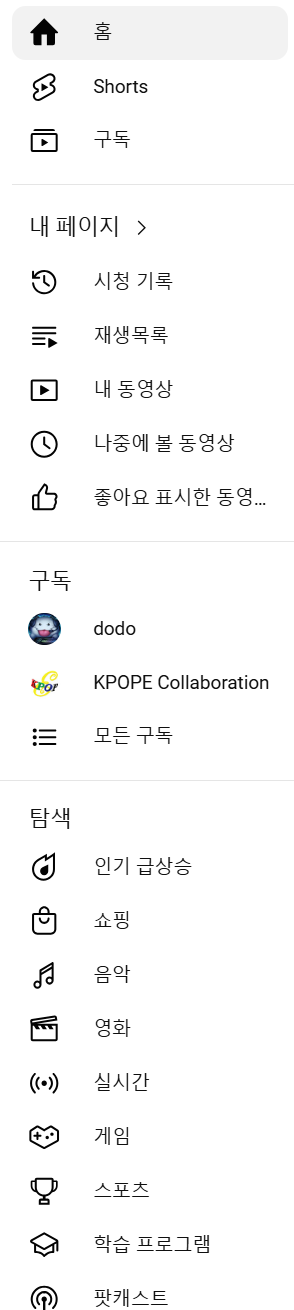 홈
Shorts
구독
내 페이지
시청 기록
재생목록
내 동영상
나중에 볼 동영상
좋아요 표시한 동영...
구독
dodo
KPOPE Collaboration
모든 구독
탐색
인기 급상승
쇼핑
음악
영화
실시간
게임
스포츠
학습 프로그램
팟캐스트